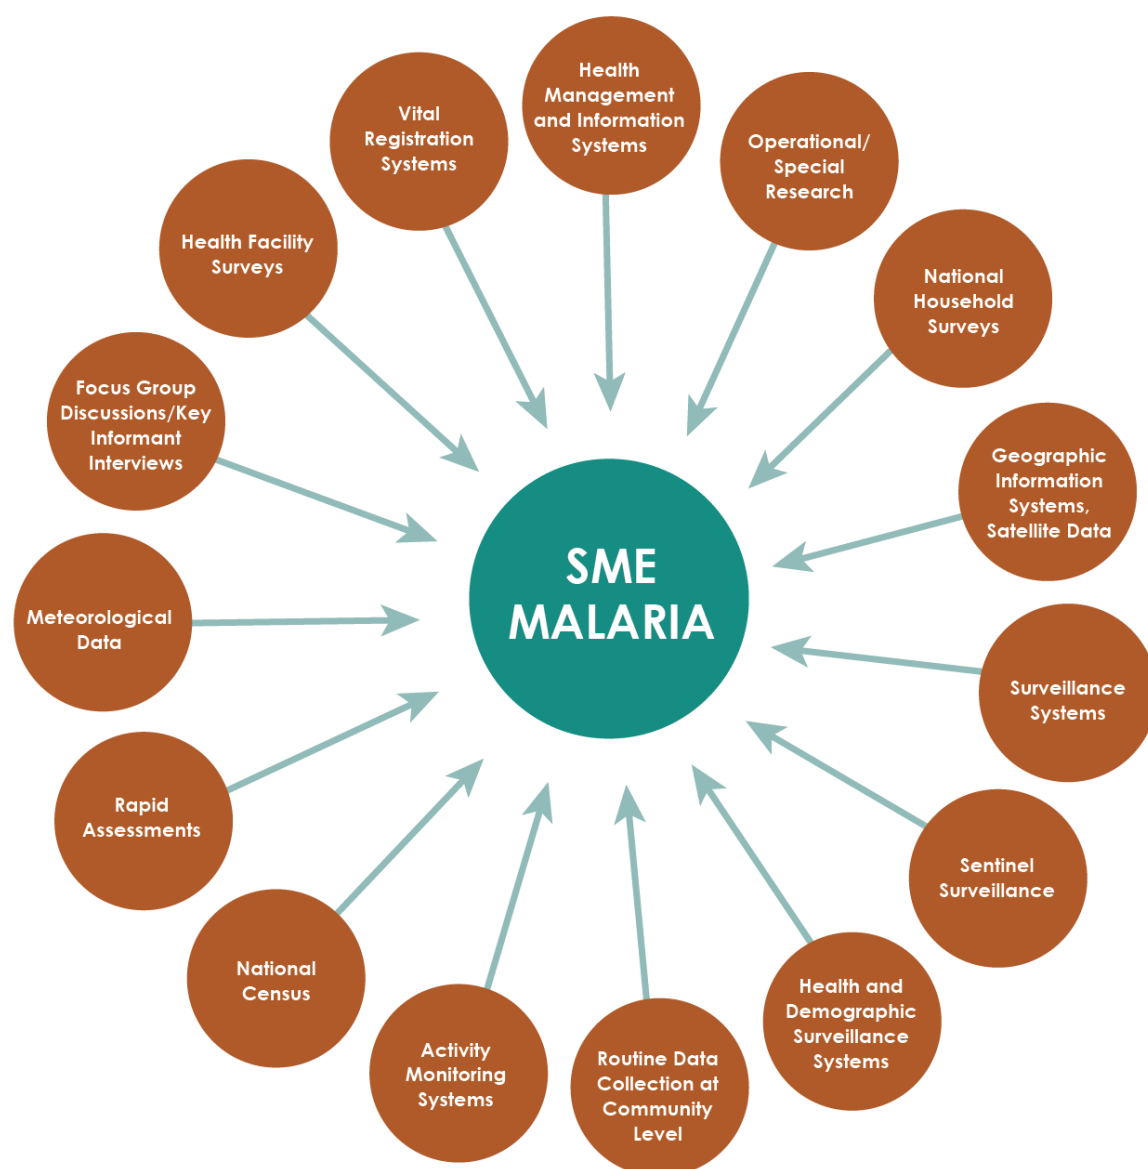 Health
Management
and Information
Systems
Operational/
Special
Research
National
Household
Surveys
Geographic
Information
Systems,
Satellite Data
Surveillance
Systems
Sentinel
Surveillance
Health and
Demographic
Surveillance
Systems
Routine Data
Collection at
Community
Level
Activity
Monitoring
Systems
National
Census
Rapid
Assessments
Meteorological
Data
Focus Group
Discussions/Key
Informant
Interviews
Health Facility
Surveys
Vital
Registration
Systems
SME
MALARIA